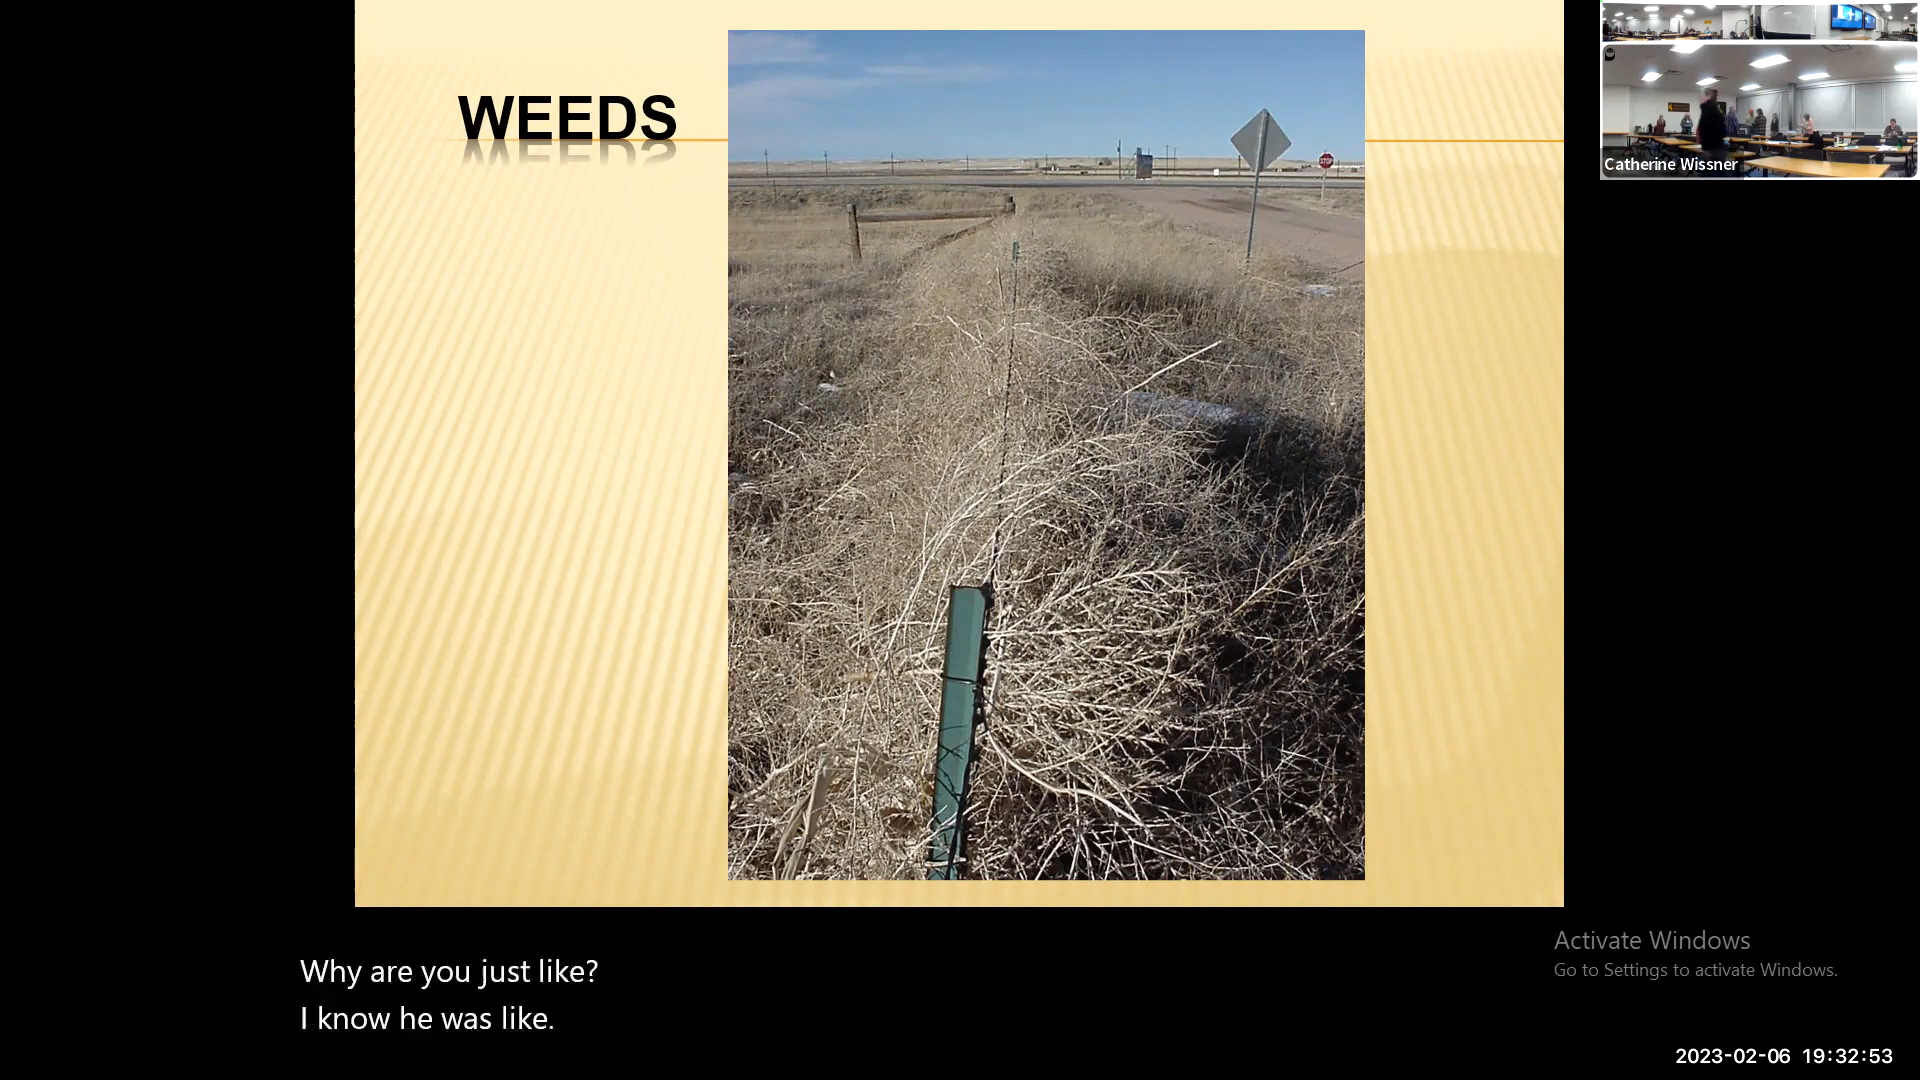 WEEDS
Catherine Wissner
Why are you just like?
I know he was like.
Activate Windows
Go to Settings to activate Windows.
2023-02-06 19:32:53